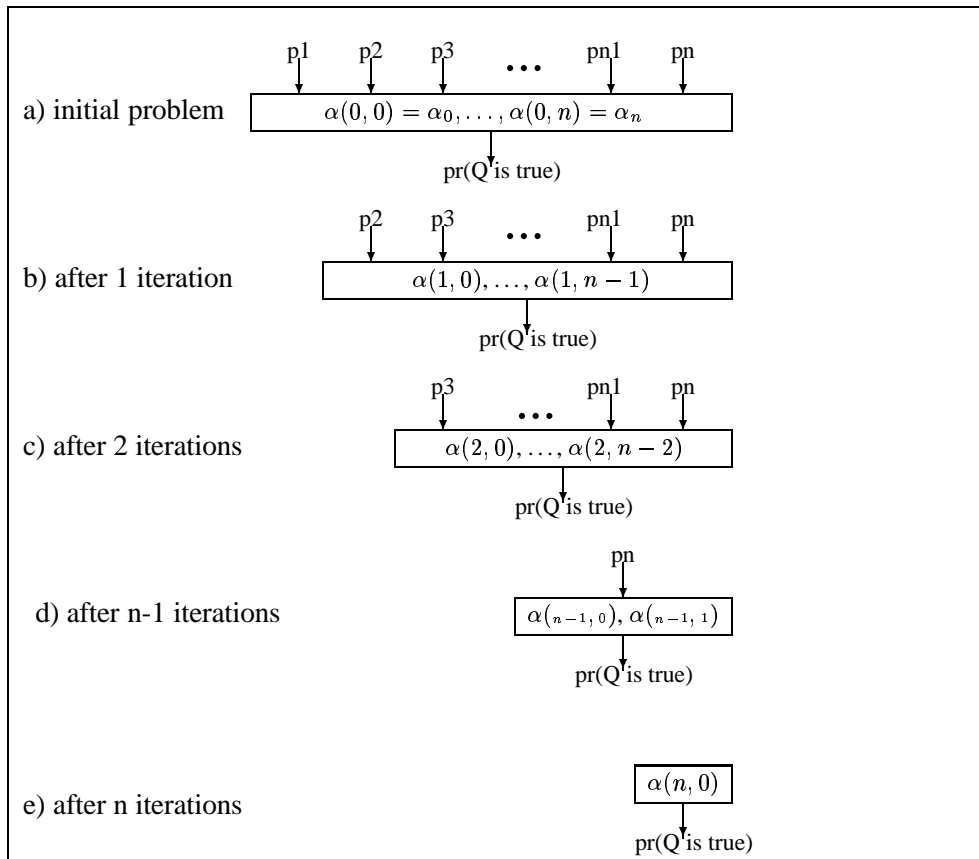 p1 p2 p3 ... pn1 pn
a) initial problem
α(0, 0) = α₀, ..., α(0, n) = αₙ
pr(Q is true)
p2 p3 ... pn1 pn
b) after 1 iteration
α(1, 0), ..., α(1, n − 1)
pr(Q is true)
p3 ... pn1 pn
c) after 2 iterations
α(2, 0), ..., α(2, n − 2)
pr(Q is true)
pn
d) after n-1 iterations
α(n−1, 0), α(n−1, 1)
pr(Q is true)
e) after n iterations
α(n, 0)
pr(Q is true)